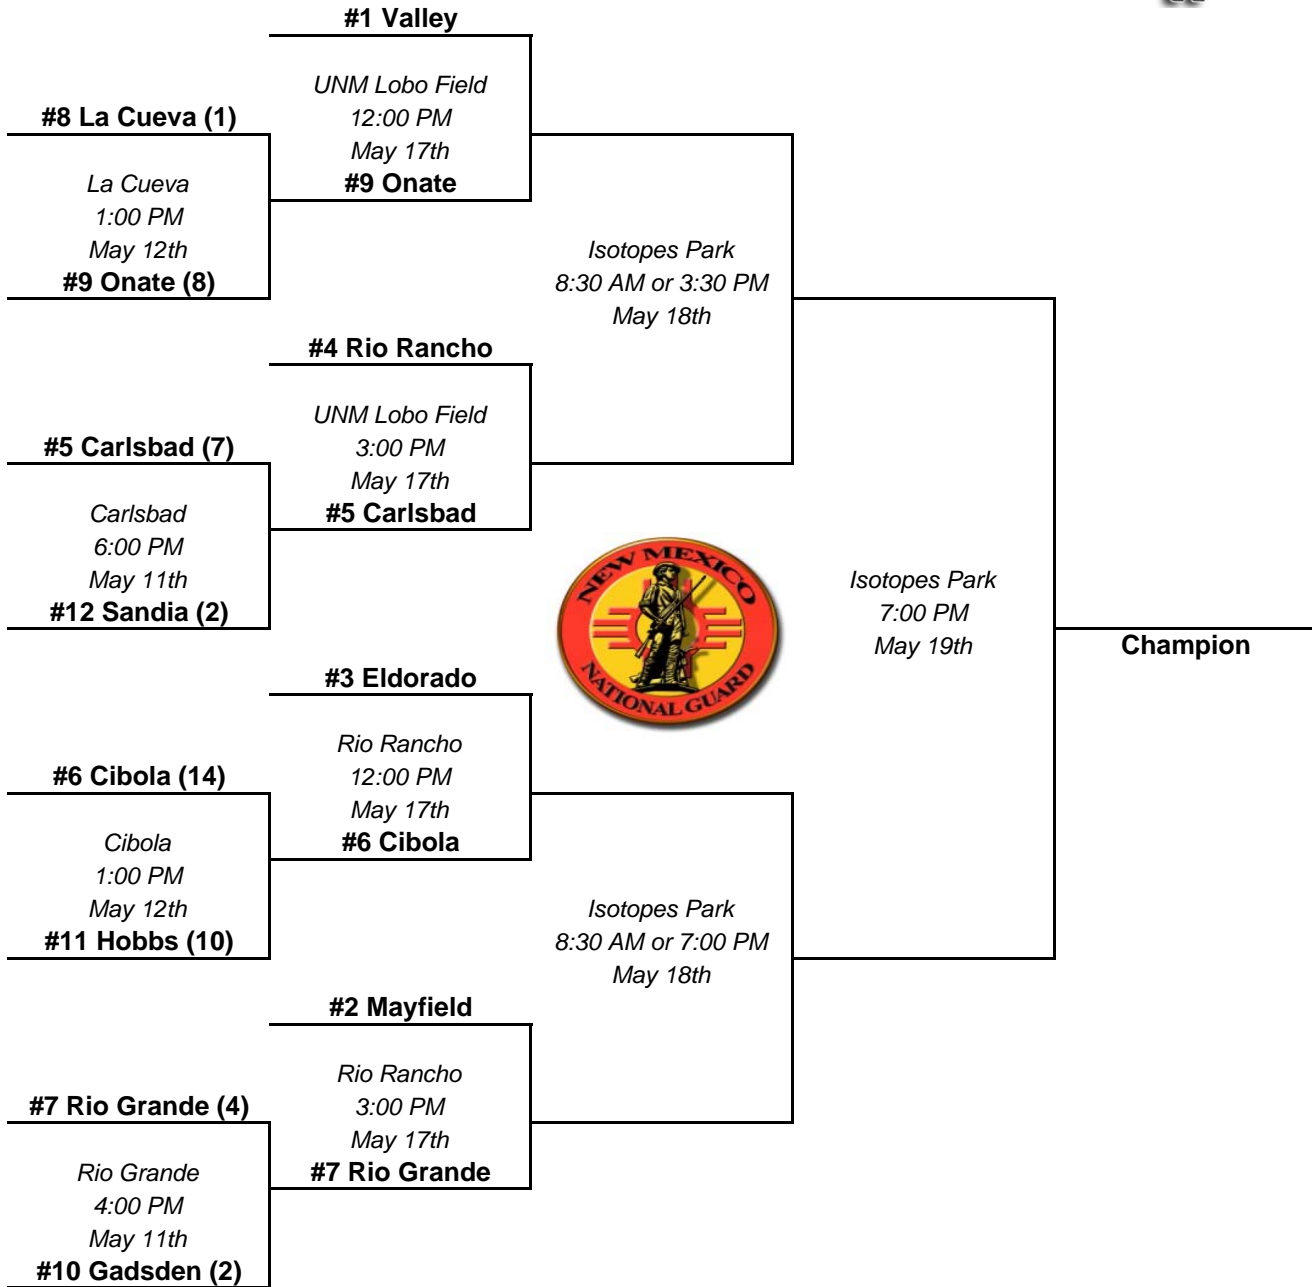 #1 Valley
UNM Lobo Field
#8 La Cueva (1)
12:00 PM
May 17th
La Cueva
#9 Onate
1:00 PM
May 12th
#9 Onate (8)
Isotopes Park
8:30 AM or 3:30 PM
May 18th
#4 Rio Rancho
UNM Lobo Field
#5 Carlsbad (7)
3:00 PM
May 17th
Carlsbad
#5 Carlsbad
6:00 PM
May 11th
#12 Sandia (2)
NEW MEXICO
NATIONAL GUARD
Isotopes Park
7:00 PM
May 19th
Champion
#3 Eldorado
Rio Rancho
#6 Cibola (14)
12:00 PM
May 17th
Cibola
#6 Cibola
1:00 PM
May 12th
#11 Hobbs (10)
Isotopes Park
8:30 AM or 7:00 PM
May 18th
#2 Mayfield
Rio Rancho
#7 Rio Grande (4)
3:00 PM
May 17th
Rio Grande
#7 Rio Grande
4:00 PM
May 11th
#10 Gadsden (2)